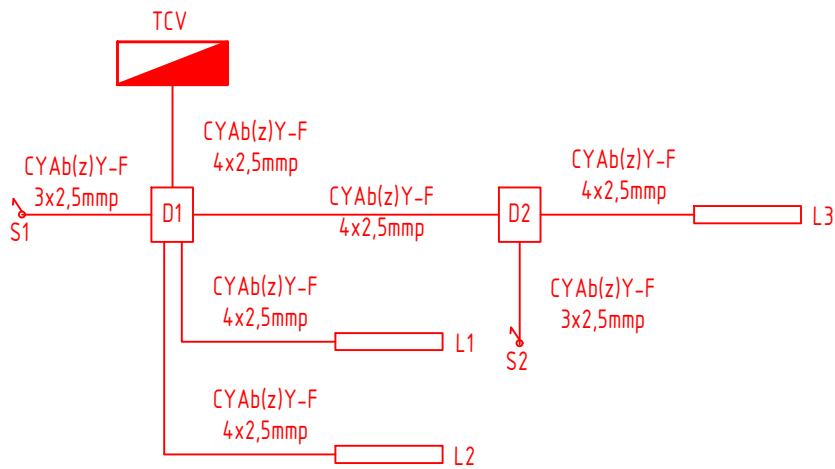 TCV
CYAb(z)Y-F
4x2,5mmp
CYAb(z)Y-F
3x2,5mmp
S1
D1
CYAb(z)Y-F
4x2,5mmp
D2
CYAb(z)Y-F
4x2,5mmp
L3
CYAb(z)Y-F
4x2,5mmp
L1
CYAb(z)Y-F
3x2,5mmp
S2
CYAb(z)Y-F
4x2,5mmp
L2